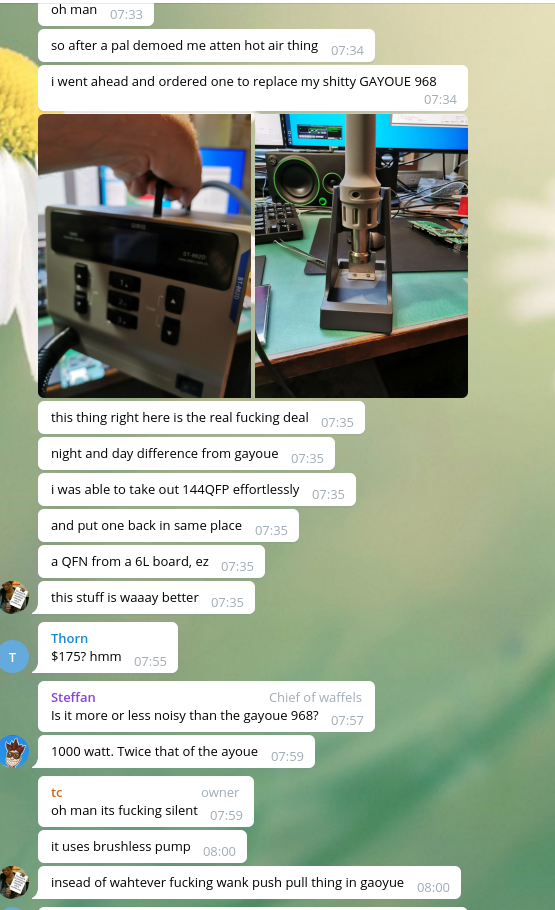 oh man 07:33
so after a pal demoed me atten hot air thing 07:34
i went ahead and ordered one to replace my shitty GAYOUE 968
07:34
this thing right here is the real fucking deal 07:35
night and day difference from gayoue 07:35
i was able to take out 144QFP effortlessly 07:35
and put one back in same place 07:35
a QFN from a 6L board, ez 07:35
this stuff is waaay better 07:35
Thorn
T
$175? hmm 07:55
Steffan Chief of waffels
Is it more or less noisy than the gayoue 968? 07:57
1000 watt. Twice that of the ayoue 07:59
tc owner
oh man its fucking silent 07:59
it uses brushless pump 08:00
insead of wahtever fucking wank push pull thing in gaoyue 08:00